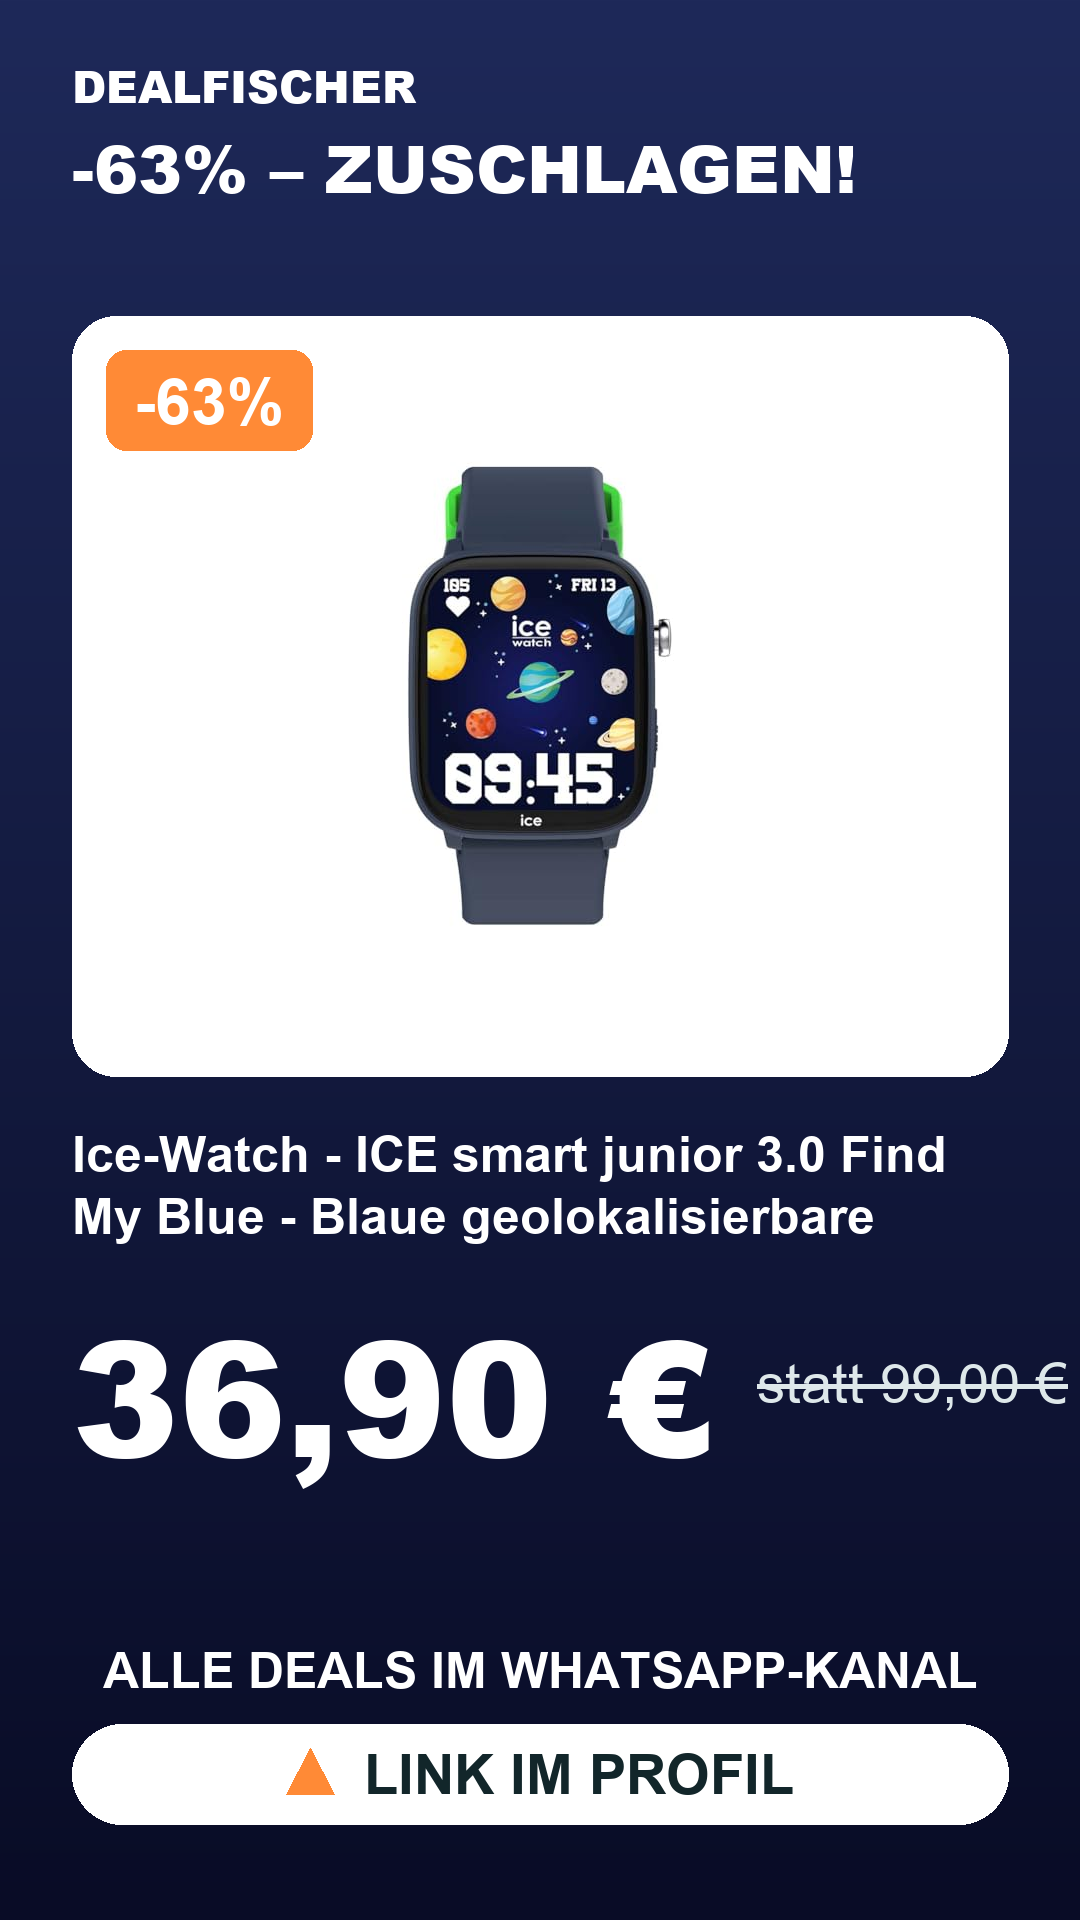 DEALFISCHER
-63% – ZUSCHLAGEN!
-63%
105
FRI 13
ice
watch
09:45
ice
Ice-Watch - ICE smart junior 3.0 Find
My Blue - Blaue geolokalisierbare
36,90 € statt 99,00 €
ALLE DEALS IM WHATSAPP-KANAL
LINK IM PROFIL